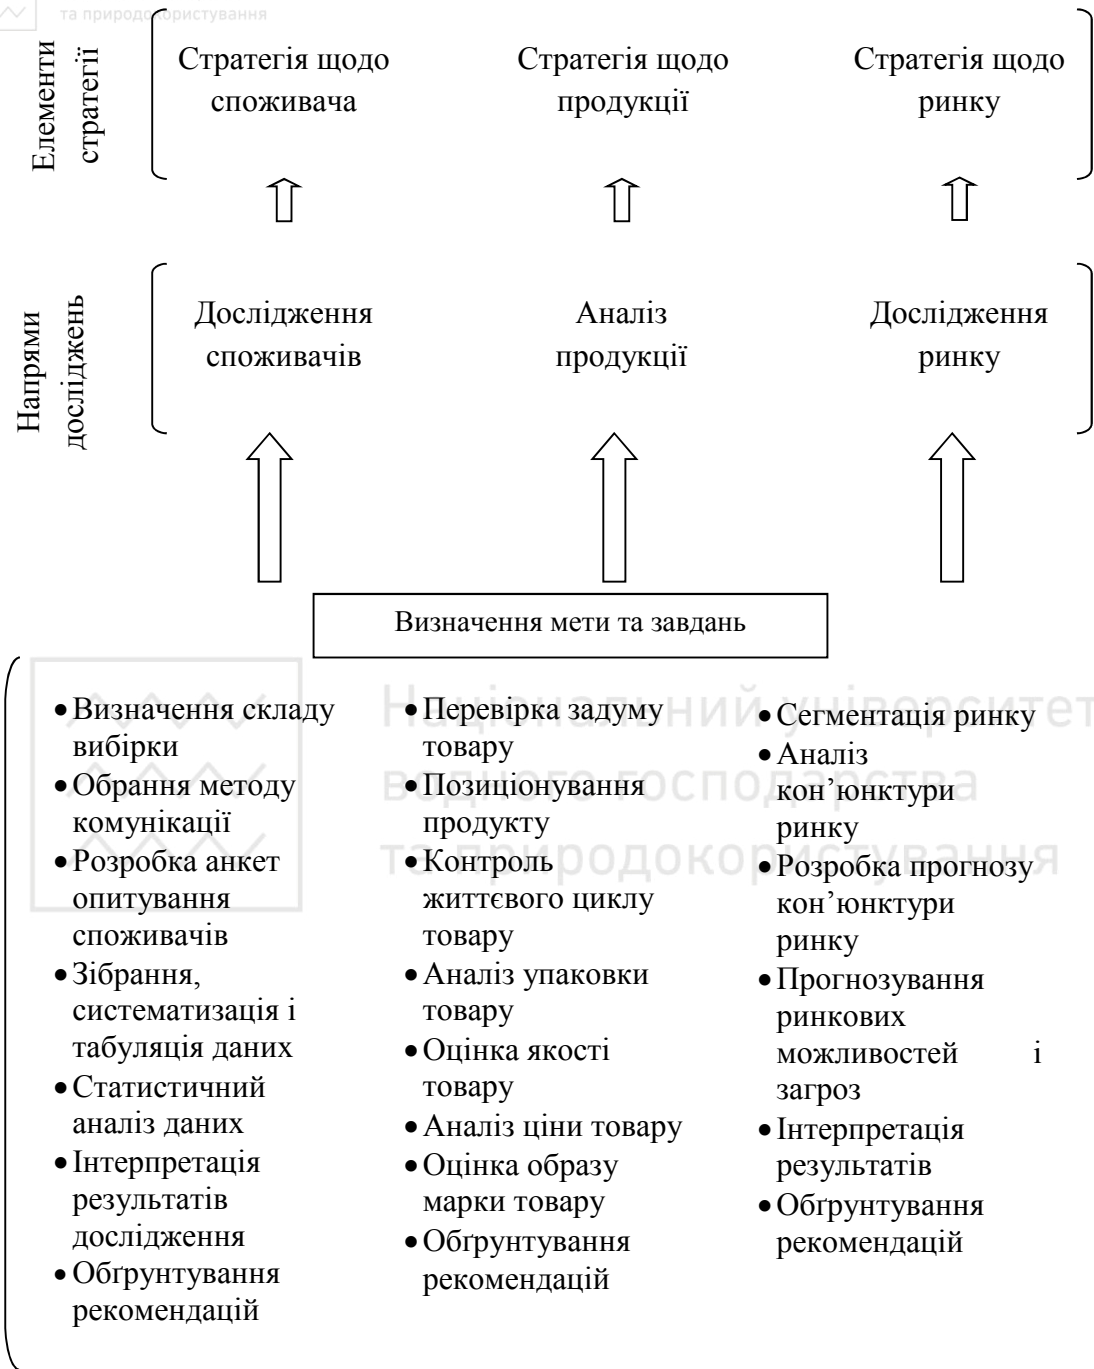 та природокористування
Елементи
стратегії
Стратегія щодо
споживача
Стратегія щодо
продукції
Стратегія щодо
ринку
Напрями
досліджень
Дослідження
споживачів
Аналіз
продукції
Дослідження
ринку
Визначення мети та завдань
Національний університет
водного господарства
та природокористування
• Визначення складу
вибірки
• Обрання методу
комунікації
• Розробка анкет
опитування
споживачів
• Зібрання,
систематизація і
табуляція даних
• Статистичний
аналіз даних
• Інтерпретація
результатів
дослідження
• Обґрунтування
рекомендацій
• Перевірка задуму
товару
• Позиціонування
продукту
• Контроль
життєвого циклу
товару
• Аналіз упаковки
товару
• Оцінка якості
товару
• Аналіз ціни товару
• Оцінка образу
марки товару
• Обґрунтування
рекомендацій
• Сегментація ринку
• Аналіз
кон’юнктури
ринку
• Розробка прогнозу
кон’юнктури
ринку
• Прогнозування
ринкових
можливостей і
загроз
• Інтерпретація
результатів
• Обґрунтування
рекомендацій